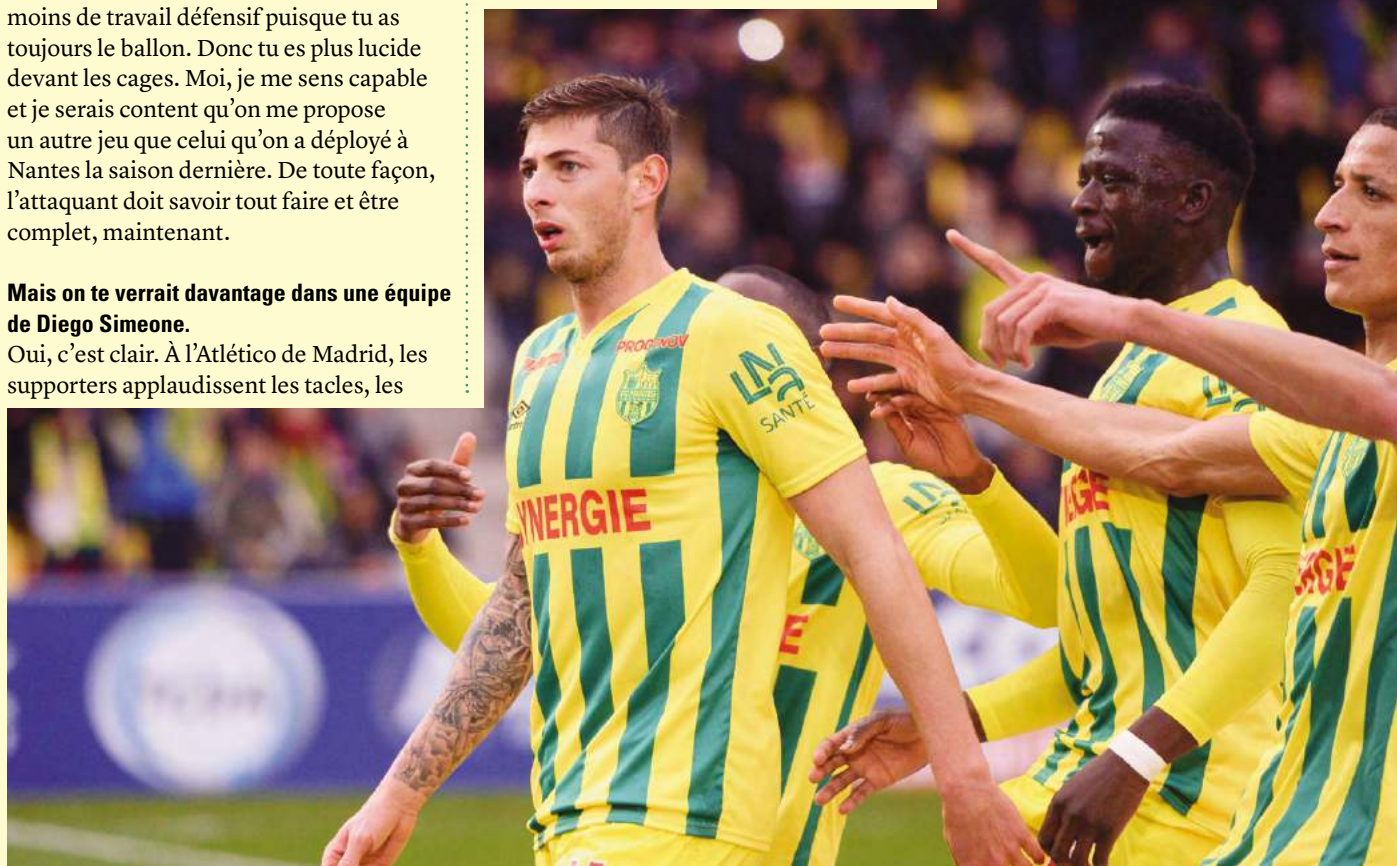 moins de travail défensif puisque tu as
toujours le ballon. Donc tu es plus lucide
devant les cages. Moi, je me sens capable
et je serais content qu’on me propose
un autre jeu que celui qu’on a déployé à
Nantes la saison dernière. De toute façon,
l’attaquant doit savoir tout faire et être
complet, maintenant.
Mais on te verrait davantage dans une équipe
de Diego Simeone.
Oui, c’est clair. À l’Atlético de Madrid, les
supporters applaudissent les tacles, les
LNA
SANTÉ
YNERGIE